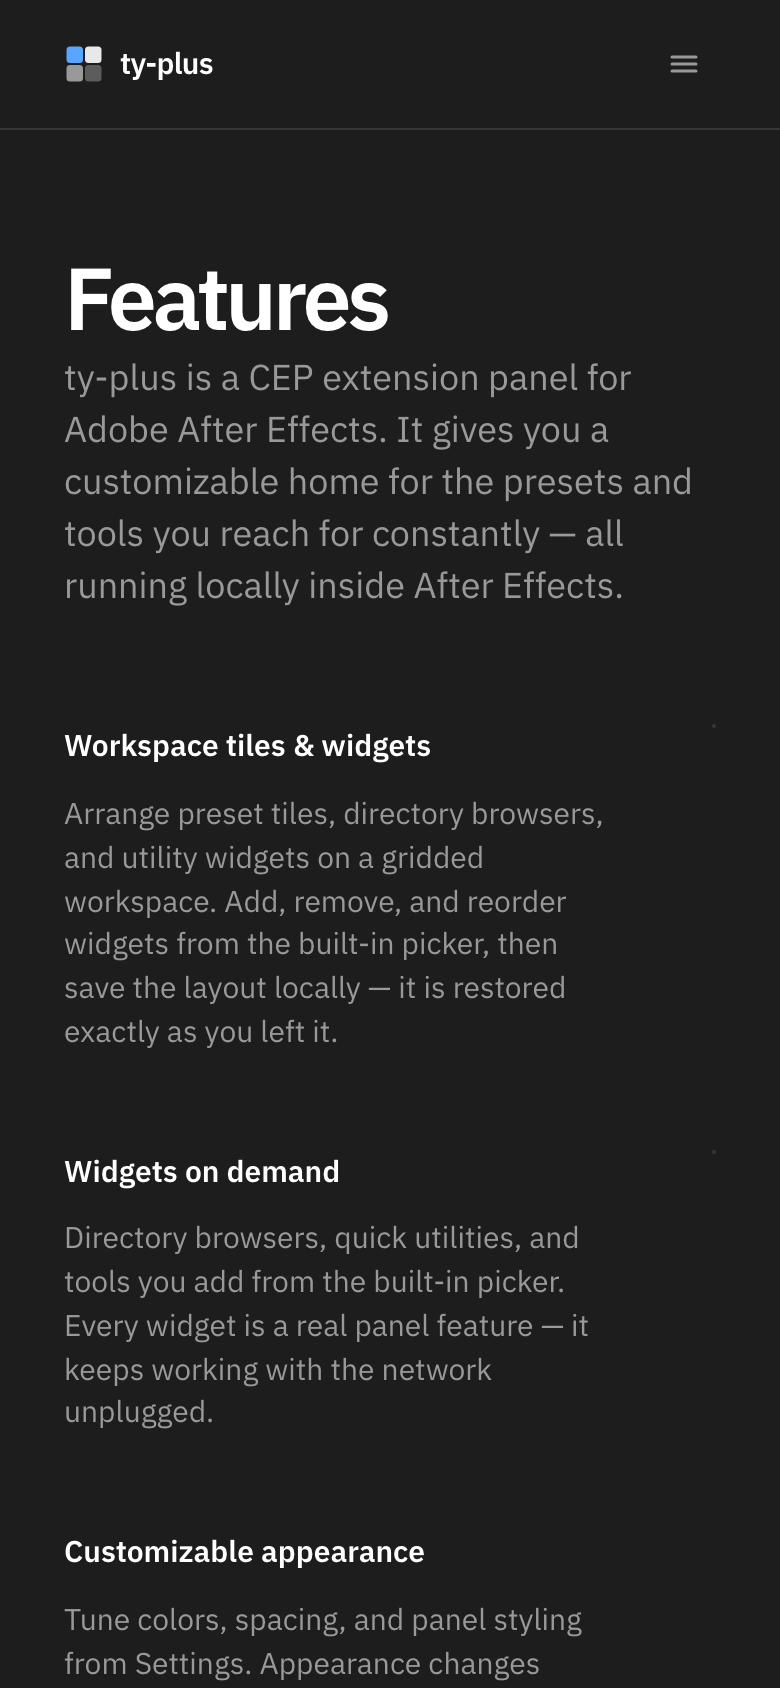 ty-plus
Features
ty-plus is a CEP extension panel for
Adobe After Effects. It gives you a
customizable home for the presets and
tools you reach for constantly — all
running locally inside After Effects.
Workspace tiles & widgets
Arrange preset tiles, directory browsers,
and utility widgets on a gridded
workspace. Add, remove, and reorder
widgets from the built-in picker, then
save the layout locally — it is restored
exactly as you left it.
Widgets on demand
Directory browsers, quick utilities, and
tools you add from the built-in picker.
Every widget is a real panel feature — it
keeps working with the network
unplugged.
Customizable appearance
Tune colors, spacing, and panel styling
from Settings. Appearance changes